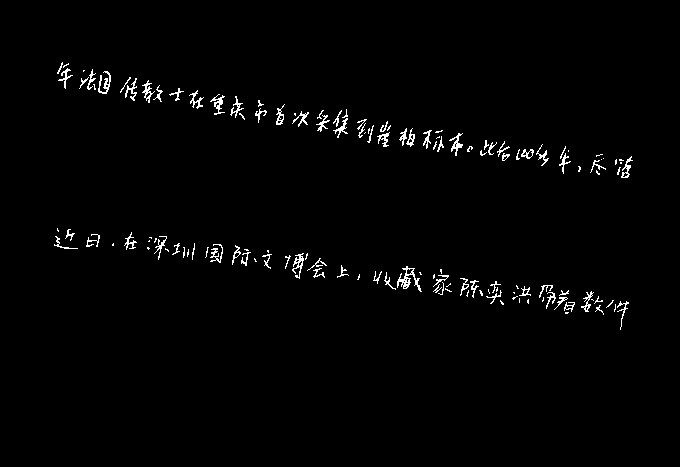 年法国传教士在重庆市首次采集到崖柏标本。此后100多年,尽管
近日,在深圳国际文博会上,收藏家陈奕洪带着数件